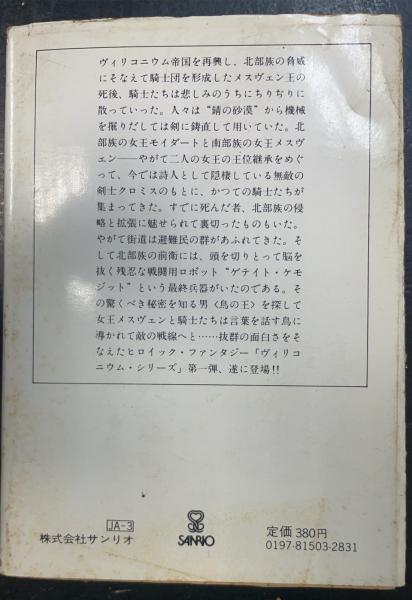 ヴィリコニウム帝国を再興し、北部族の脅威
にそなえて騎士団を形成したメスヴェン王の
死後、騎士たちは悲しみのうちにちりぢりに
散っていった。人々は“錆の砂漠”から機械
を掘りだしては剣に鋳直して用いていた。北
部族の女王モイダートと南部族の女王メスヴ
ェン──やがて二人の女王の王位継承をめぐ
って、今では詩人として隠棲している無敵の
剣士クロミスのもとに、かつての騎士たちが
集まってきた。すでに死んだ者、北部族の侵
略と拡張に魅せられて裏切ったものもいた。
やがて街道は避難民の群があふれてきた。そ
して北部族の前衛には、頭を切りとって脳を
抜く残忍な戦闘用ロボット“ゲテイト・ケモ
ジット”という最終兵器がいたのである。そ
の驚くべき秘密を知る男〈鳥の王〉を探して
女王メスヴェンと騎士たちは言葉を話す鳥に
導かれて敵の戦線へと……抜群の面白さをそ
なえたヒロイック・ファンタジー「ヴィリコ
ニウム・シリーズ」第一弾、遂に登場!!
JA-3
株式会社サンリオ
SANRIO
定価 380円
0197-81503-2831